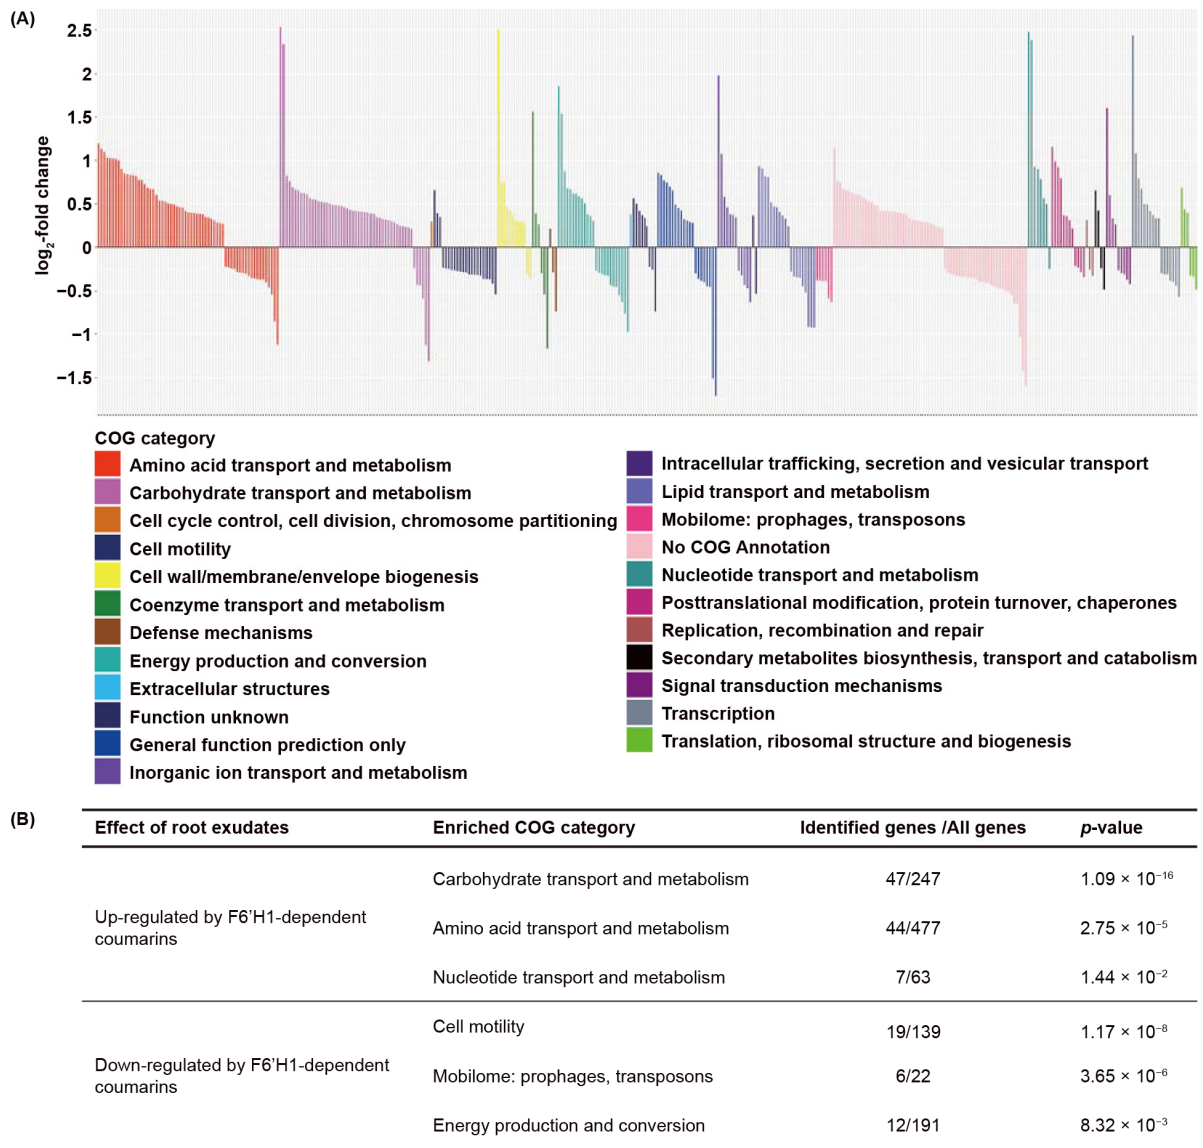 (A)
log2-fold change
2.5
2
1.5
1
0.5
0
−0.5
−1
−1.5
COG category
Amino acid transport and metabolism
Carbohydrate transport and metabolism
Cell cycle control, cell division, chromosome partitioning
Cell motility
Cell wall/membrane/envelope biogenesis
Coenzyme transport and metabolism
Defense mechanisms
Energy production and conversion
Extracellular structures
Function unknown
General function prediction only
Inorganic ion transport and metabolism
Intracellular trafficking, secretion and vesicular transport
Lipid transport and metabolism
Mobilome: prophages, transposons
No COG Annotation
Nucleotide transport and metabolism
Posttranslational modification, protein turnover, chaperones
Replication, recombination and repair
Secondary metabolites biosynthesis, transport and catabolism
Signal transduction mechanisms
Transcription
Translation, ribosomal structure and biogenesis
(B)
Effect of root exudates Enriched COG category Identified genes /All genes p-value
Up-regulated by F6’H1-dependent
coumarins
Carbohydrate transport and metabolism 47/247 1.09 × 10⁻¹⁶
Amino acid transport and metabolism 44/477 2.75 × 10⁻⁵
Nucleotide transport and metabolism 7/63 1.44 × 10⁻²
Down-regulated by F6’H1-dependent
coumarins
Cell motility 19/139 1.17 × 10⁻⁸
Mobilome: prophages, transposons 6/22 3.65 × 10⁻⁶
Energy production and conversion 12/191 8.32 × 10⁻³